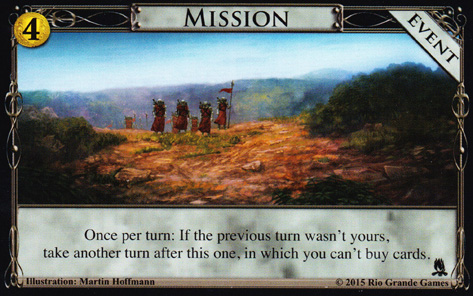 4
MISSION
EVENT
Once per turn: If the previous turn wasn't yours,
take another turn after this one, in which you can't buy cards.
Illustration: Martin Hoffmann
© 2015 Rio Grande Games